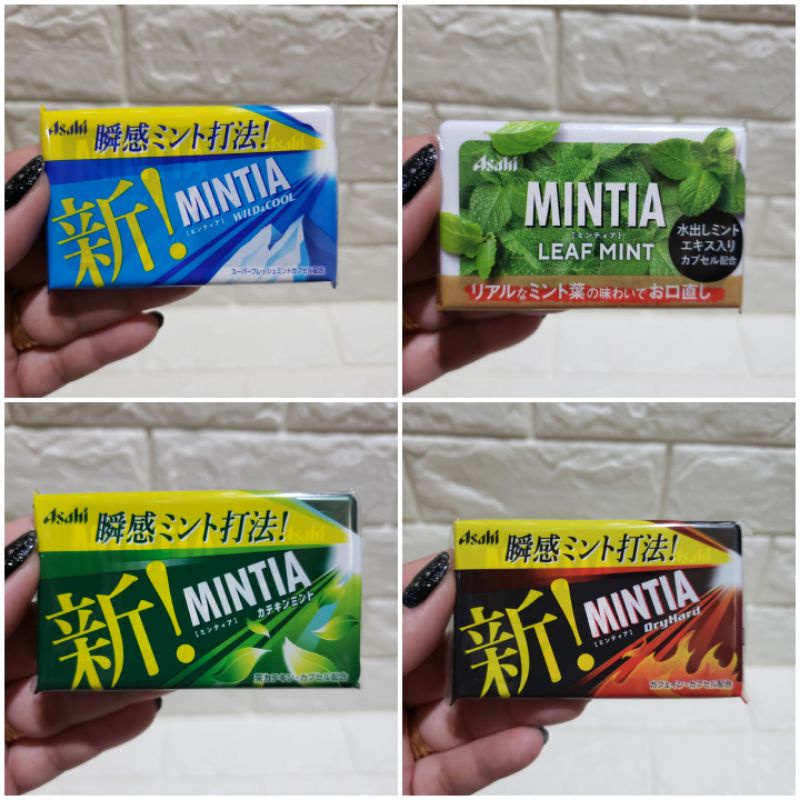 Asahi
瞬感ミント打法!
新!
MINTIA
WILD&COOL
[ミンティア]
スーパーフレッシュミントカプセル配合
Asahi
MINTIA
[ミンティア]
LEAF MINT
水出しミント
エキス入り
カプセル配合
リアルなミント葉の味わいでお口直し
Asahi
瞬感ミント打法!
新!
MINTIA
[ミンティア]
カテキンミント
茶カテキン・カプセル配合
Asahi
瞬感ミント打法!
新!
MINTIA
[ミンティア]
DryHard
カフェイン・カプセル配合